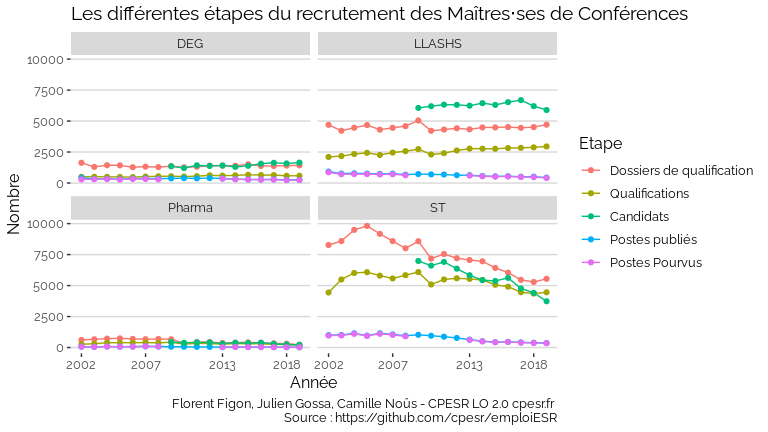 Les différentes étapes du recrutement des Maîtres·ses de Conférences
DEG
LLASHS
10000
7500
5000
2500
0
Pharma
ST
10000
7500
5000
2500
0
2002
2007
2013
2018
2002
2007
2013
2018
Nombre
Année
Etape
Dossiers de qualification
Qualifications
Candidats
Postes publiés
Postes Pourvus
Florent Figon, Julien Gossa, Camille Noûs - CPESR LO 2.0 cpesr.fr
Source : https://github.com/cpesr/emploiESR